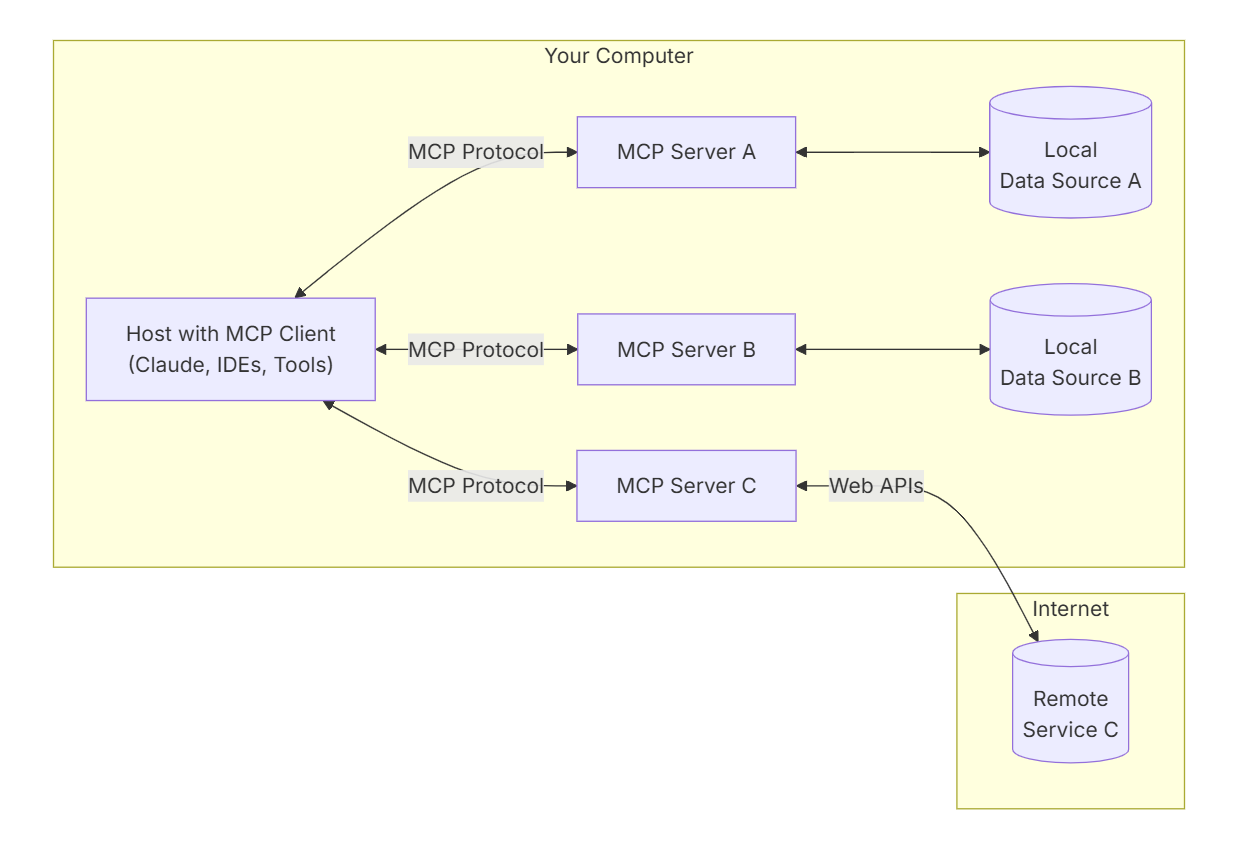 Your Computer
MCP Protocol
MCP Server A
Local
Data Source A
Host with MCP Client
(Claude, IDEs, Tools)
MCP Protocol
MCP Server B
Local
Data Source B
MCP Protocol
MCP Server C
Web APIs
Internet
Remote
Service C